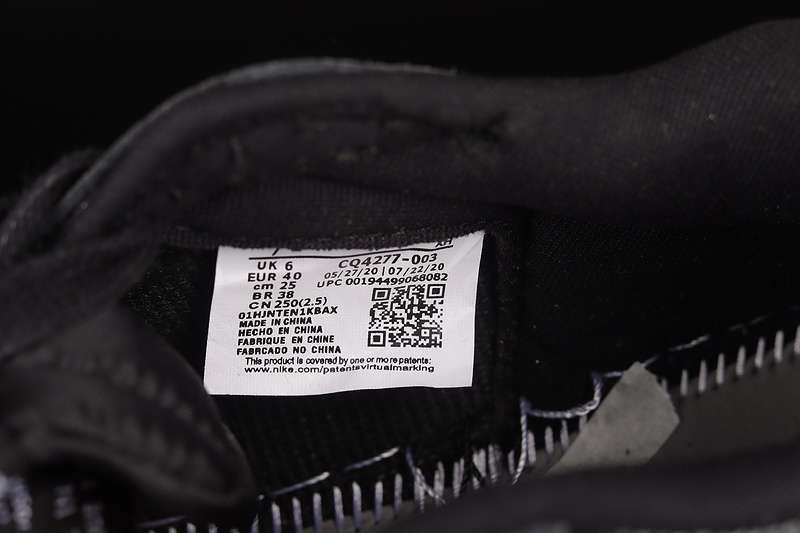 UK 6
EUR 40
cm 25
BR 38
CN 250(2.5)
01HJNTEN1KBAX
MADE IN CHINA
HECHO EN CHINA
FABRIQUE EN CHINE
FABRCADO NO CHINA
CQ4277-003
05/27/20 | 07/22/20
UPC 00194499068082
This product is covered by one or more patents:
www.nike.com/patentsvirtualmarking